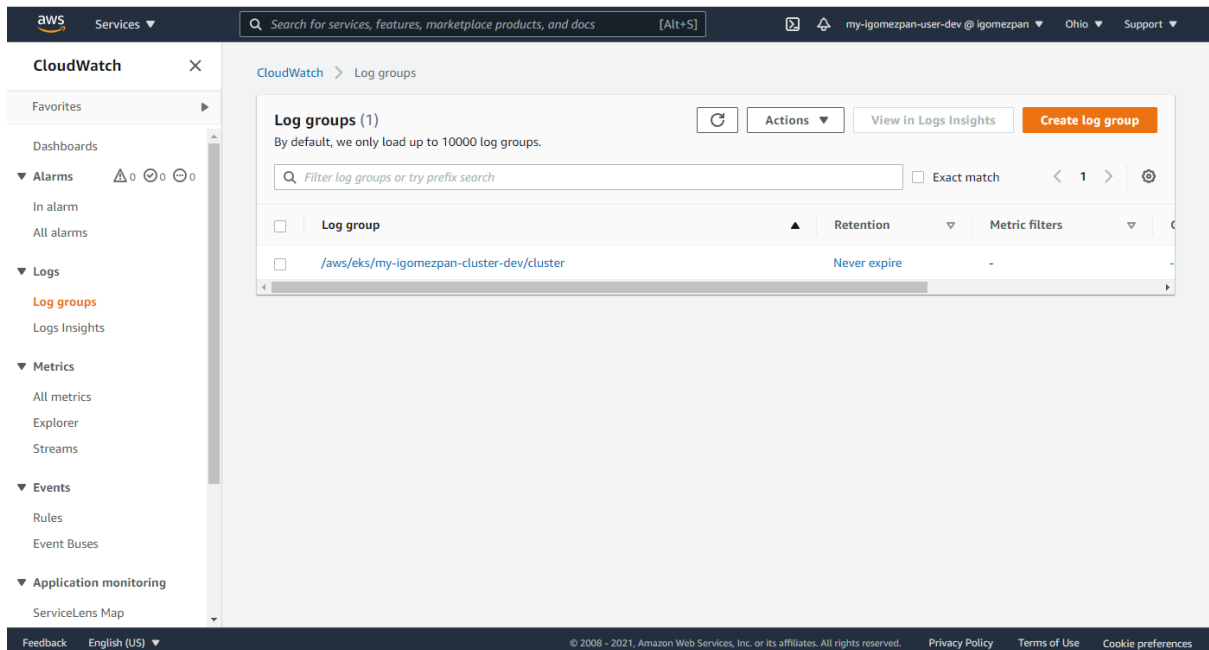 aws Services ▼ Search for services, features, marketplace products, and docs [Alt+S] my-igomezpan-user-dev @ igomezpan ▼ Ohio ▼ Support ▼
CloudWatch
Favorites
Dashboards
Alarms 0 0 0
In alarm
All alarms
Logs
Log groups
Logs Insights
Metrics
All metrics
Explorer
Streams
Events
Rules
Event Buses
Application monitoring
ServiceLens Map
CloudWatch > Log groups
Log groups (1) Actions ▼ View in Logs Insights Create log group
By default, we only load up to 10000 log groups.
Filter log groups or try prefix search Exact match < 1 >
Log group Retention Metric filters
/aws/eks/my-igomezpan-cluster-dev/cluster Never expire - -
Feedback English (US) ▼ © 2008 - 2021, Amazon Web Services, Inc. or its affiliates. All rights reserved. Privacy Policy Terms of Use Cookie preferences